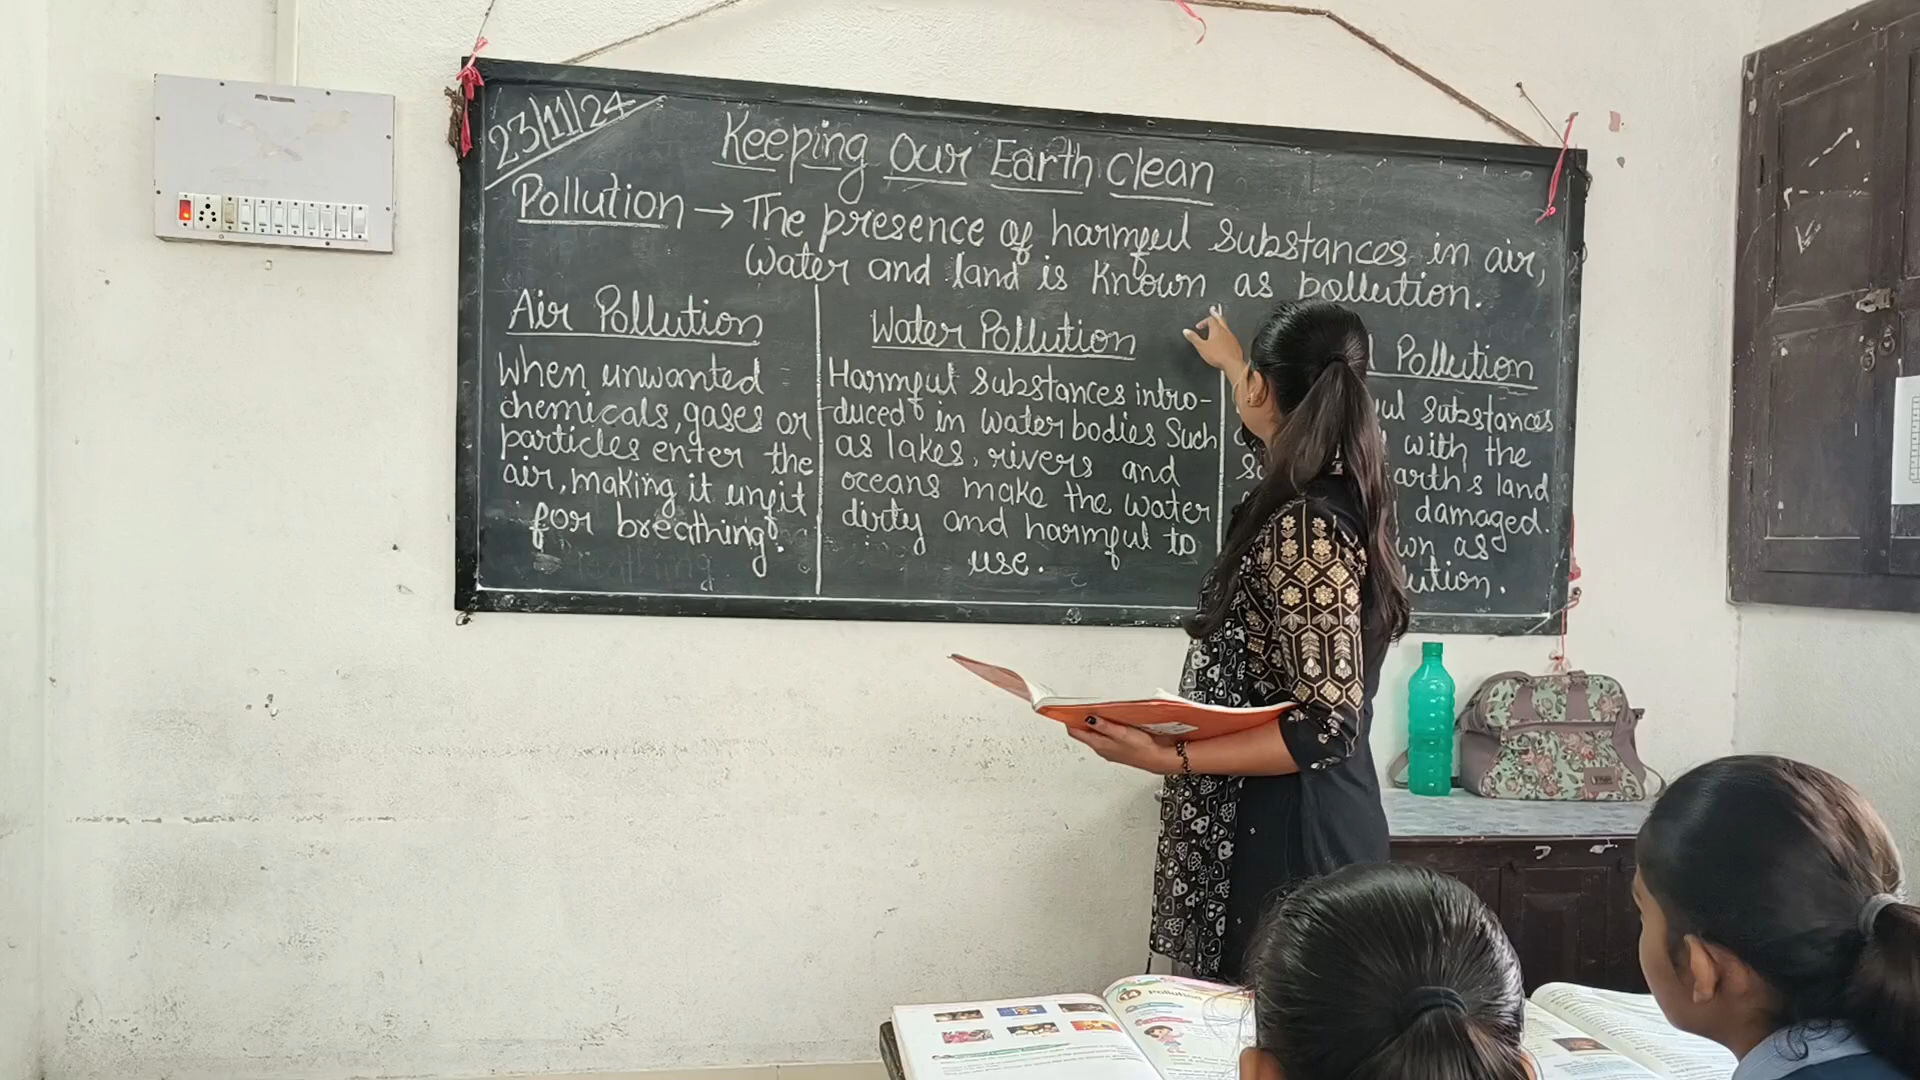 23/11/24
Keeping Our Earth Clean
Pollution → The presence of harmful Substances in air,
Water and land is known as pollution.
Air Pollution
When unwanted
chemicals, gases or
particles enter the
air, making it unfit
for breathing.
Water Pollution
Harmful Substances intro-
duced in water bodies Such
as lakes, rivers and
oceans make the water
dirty and harmful to
use.
Pollution
Substances
with the
land
damaged.
as
14 Pollution